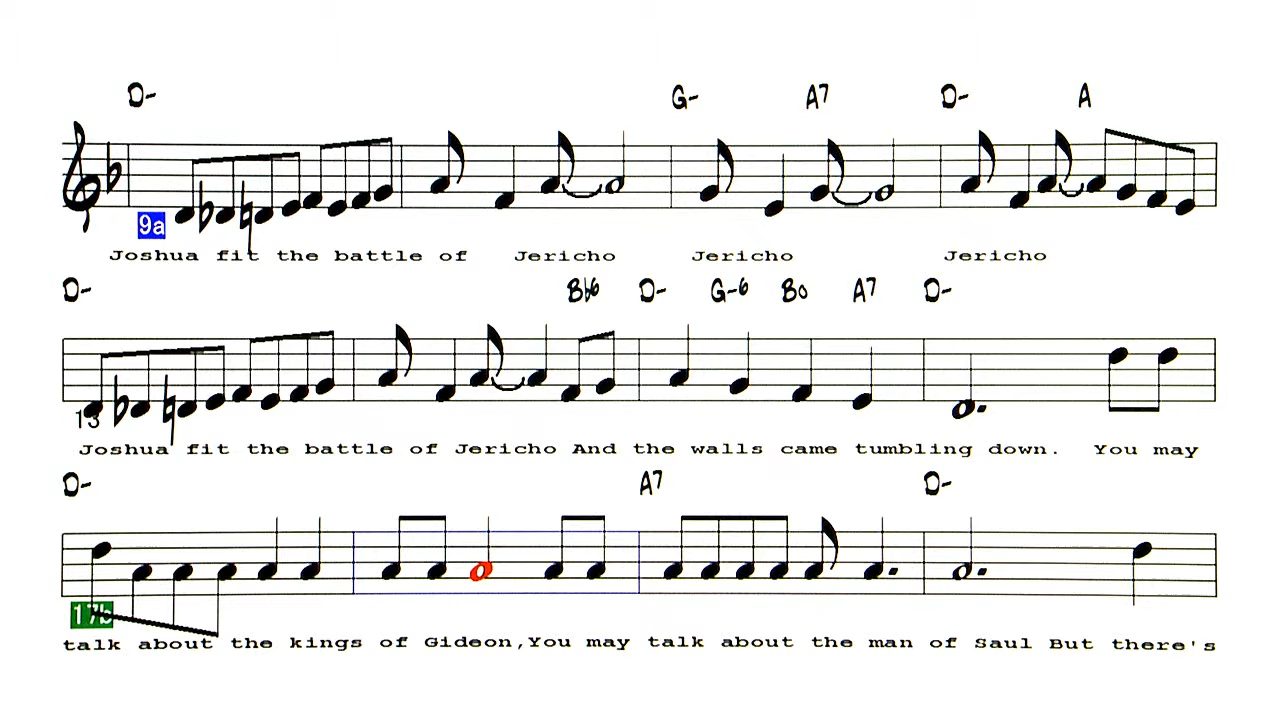 D- G- A7 D- A
9a
Joshua fit the battle of Jericho Jericho Jericho
D- Bb6 D- G-6 Bo A7 D-
13
Joshua fit the battle of Jericho And the walls came tumbling down. You may
D- A7 D-
17b
talk about the kings of Gideon,You may talk about the man of Saul But there's